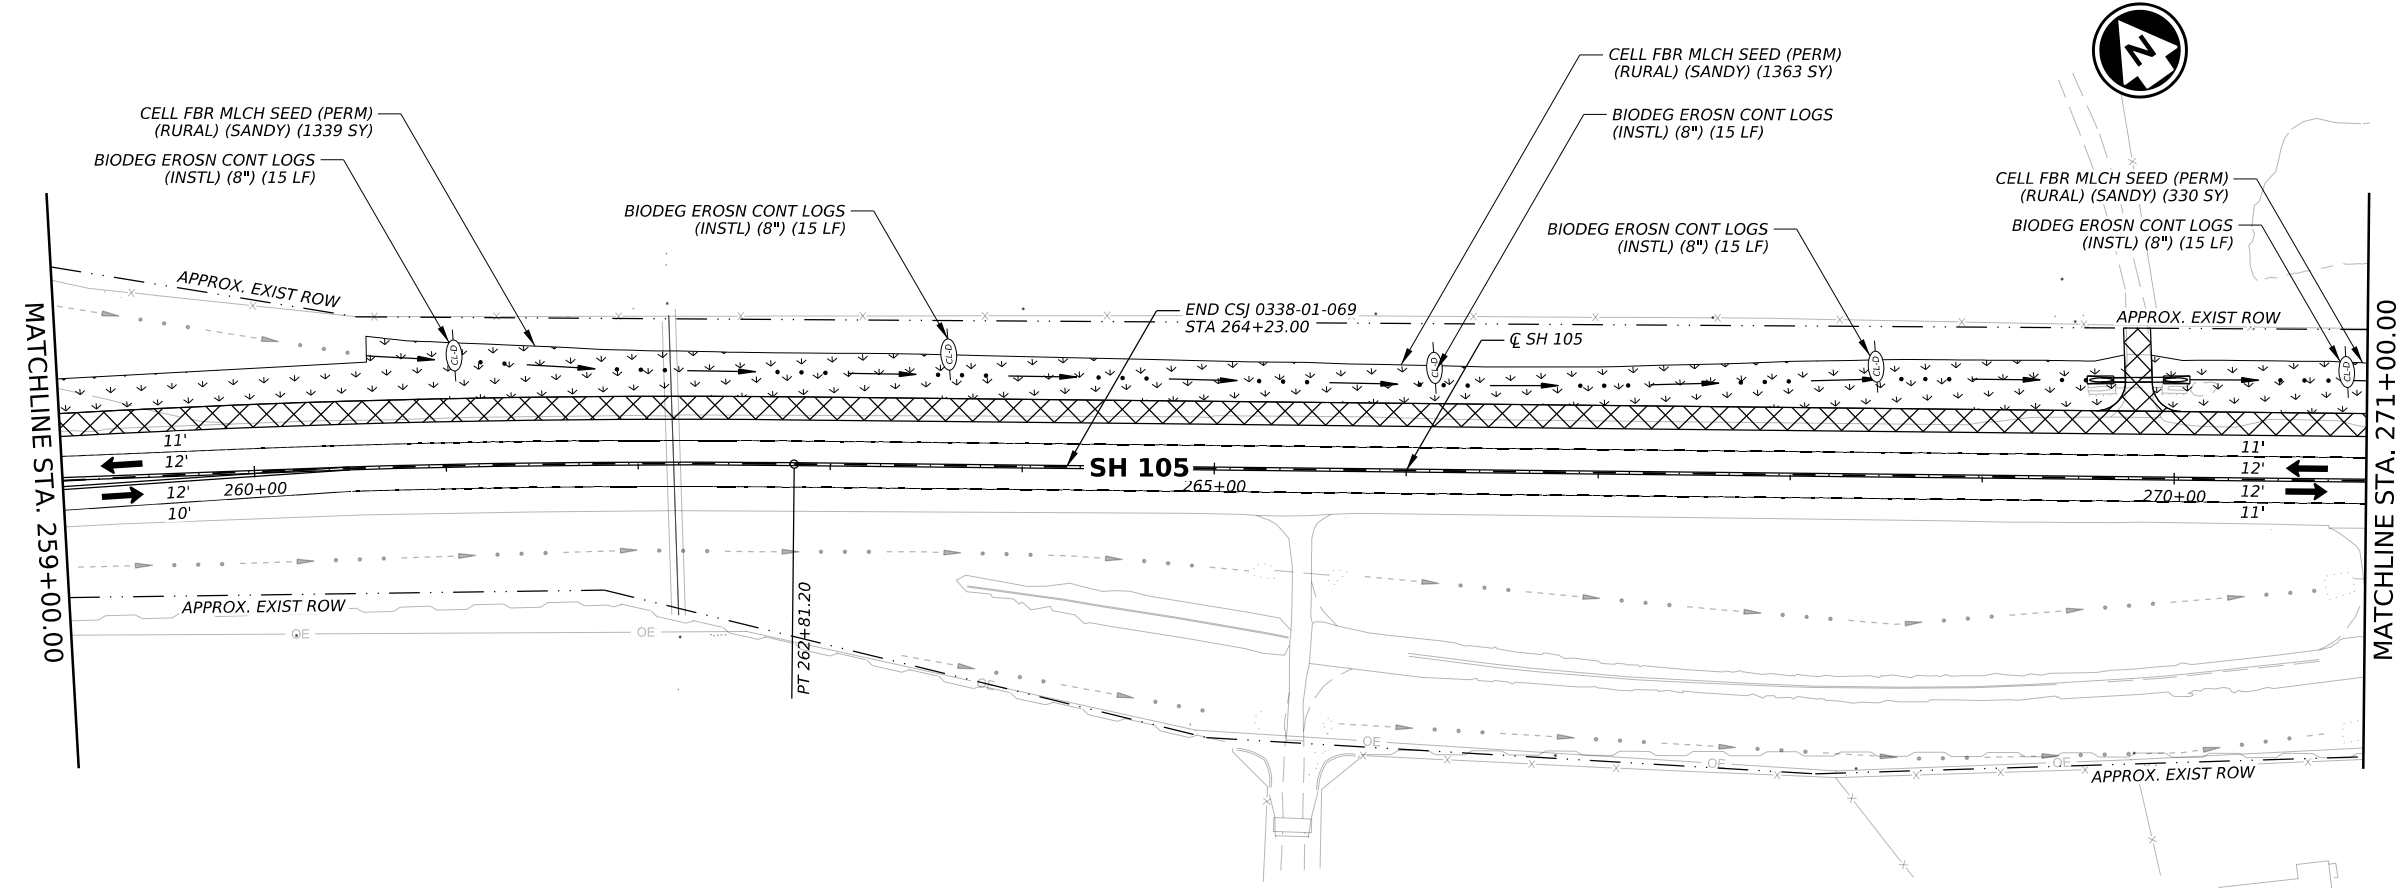 N
CELL FBR MLCH SEED (PERM)
(RURAL) (SANDY) (1363 SY)
CELL FBR MLCH SEED (PERM)
(RURAL) (SANDY) (1339 SY)
BIODEG EROSN CONT LOGS
(INSTL) (8") (15 LF)
BIODEG EROSN CONT LOGS
(INSTL) (8") (15 LF)
CELL FBR MLCH SEED (PERM)
(RURAL) (SANDY) (330 SY)
BIODEG EROSN CONT LOGS
(INSTL) (8") (15 LF)
BIODEG EROSN CONT LOGS
(INSTL) (8") (15 LF)
BIODEG EROSN CONT LOGS
(INSTL) (8") (15 LF)
APPROX. EXIST ROW
END CSJ 0338-01-069
STA 264+23.00
APPROX. EXIST ROW
℄ SH 105
CL-D
CL-D
CL-D
CL-D
CL-D
MATCHLINE STA. 259+00.00
MATCHLINE STA. 271+00.00
11'
12'
12'
10'
260+00
SH 105
265+00
270+00
11'
12'
12'
11'
PT 262+81.20
APPROX. EXIST ROW
OE
OE
OE
OE
OE
OE
APPROX. EXIST ROW